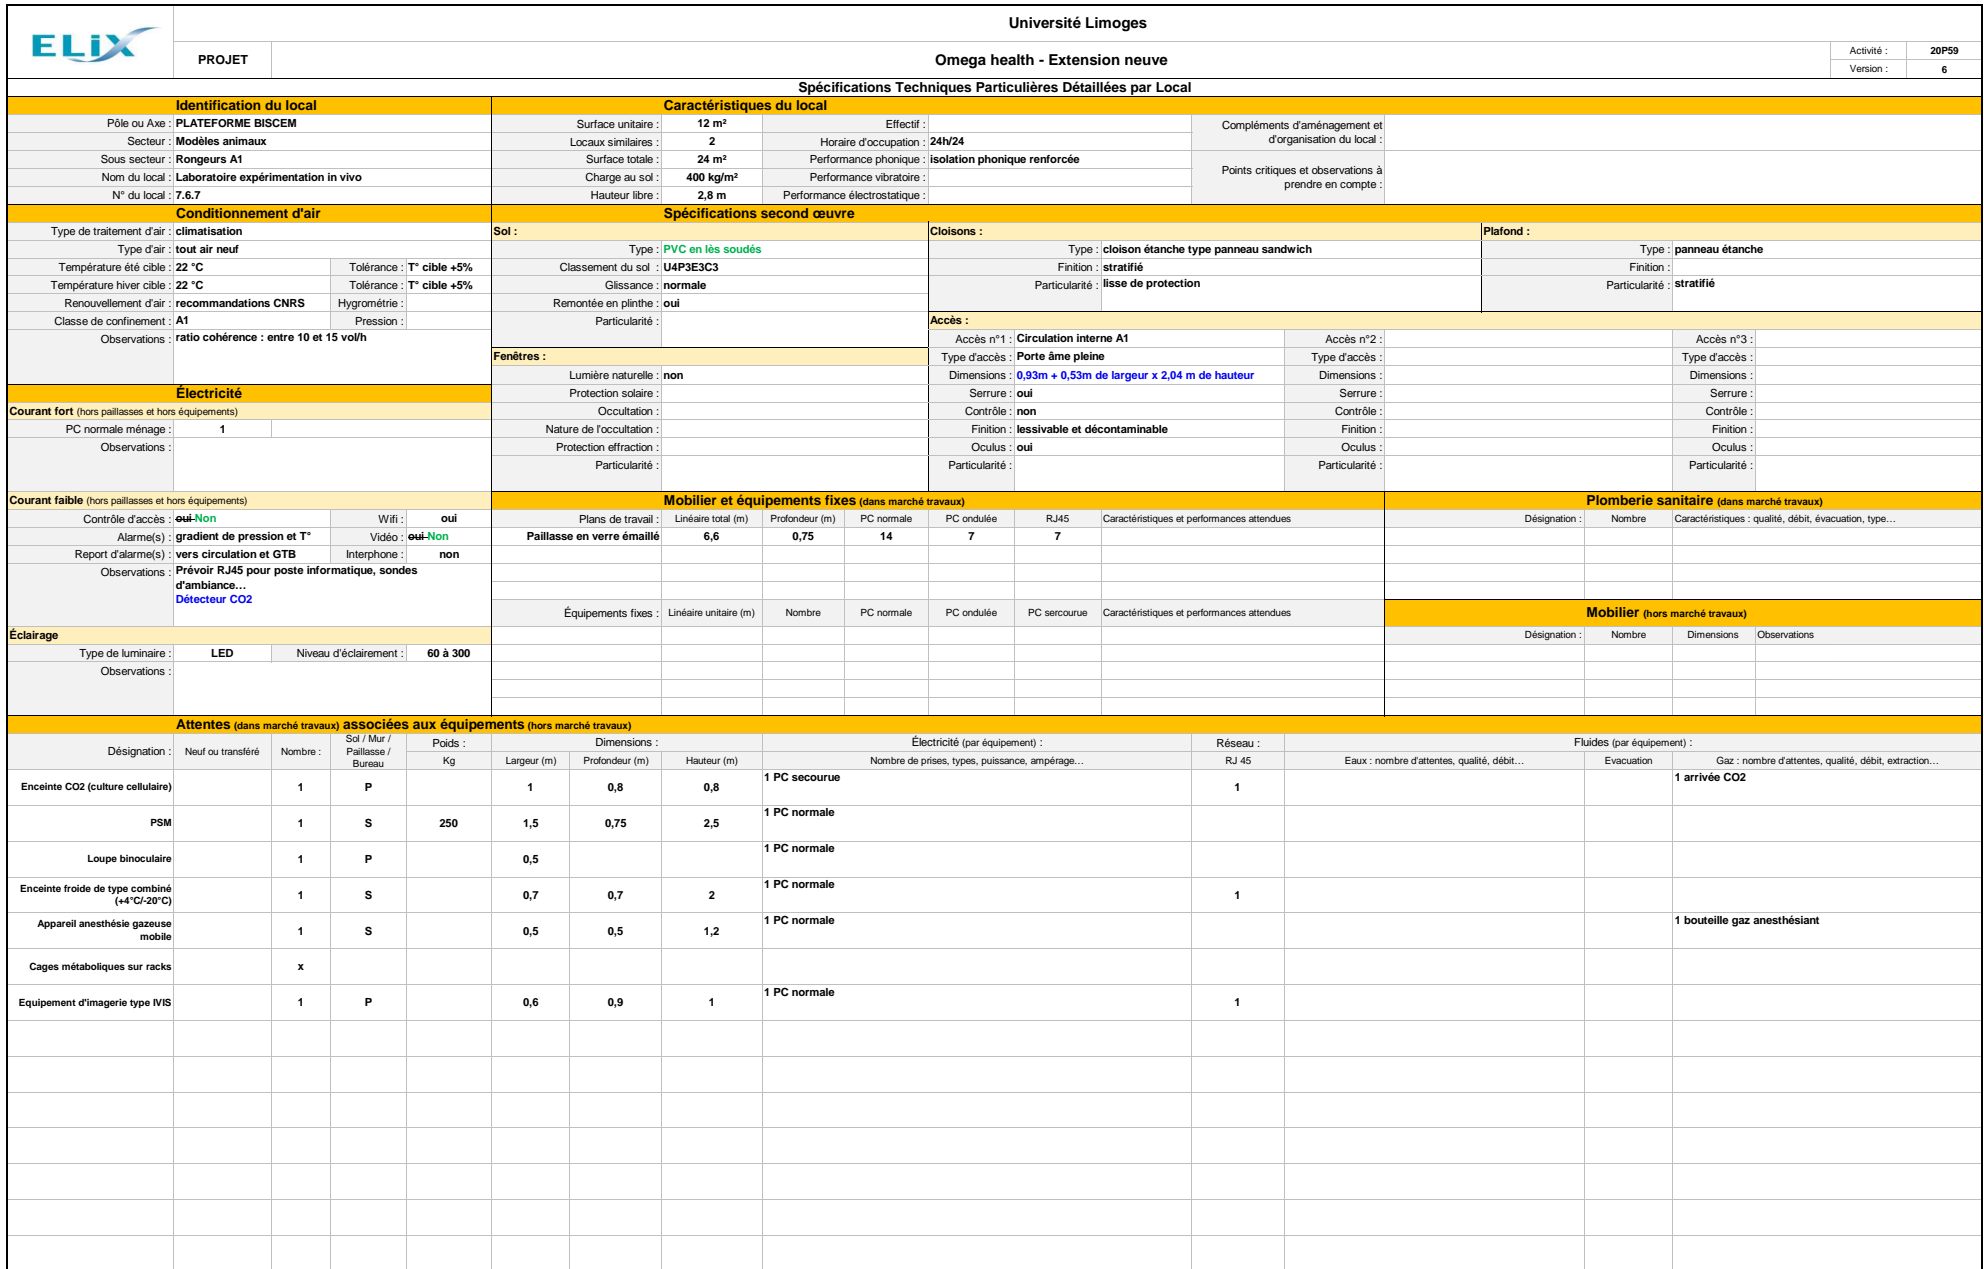 ELiX
Université Limoges
PROJET
Omega health - Extension neuve
Activité : 20P59
Version : 6
Spécifications Techniques Particulières Détaillées par Local
Identification du local
Pôle ou Axe : PLATEFORME BISCEM
Secteur : Modèles animaux
Sous secteur : Rongeurs A1
Nom du local : Laboratoire expérimentation in vivo
N° du local : 7.6.7
Caractéristiques du local
Surface unitaire : 12 m² Effectif :
Locaux similaires : 2 Horaire d'occupation : 24h/24
Surface totale : 24 m² Performance phonique : isolation phonique renforcée
Charge au sol : 400 kg/m² Performance vibratoire :
Hauteur libre : 2,8 m Performance électrostatique :
Compléments d'aménagement et
d'organisation du local :
Points critiques et observations à
prendre en compte :
Conditionnement d'air
Type de traitement d'air : climatisation
Type d'air : tout air neuf
Température été cible : 22 °C Tolérance : T° cible +5%
Température hiver cible : 22 °C Tolérance : T° cible +5%
Renouvellement d'air : recommandations CNRS Hygrométrie :
Classe de confinement : A1 Pression :
Observations : ratio cohérence : entre 10 et 15 vol/h
Spécifications second œuvre
Sol :
Type : PVC en lès soudés
Classement du sol : U4P3E3C3
Glissance : normale
Remontée en plinthe : oui
Particularité :
Cloisons :
Type : cloison étanche type panneau sandwich
Finition : stratifié
Particularité : lisse de protection
Plafond :
Type : panneau étanche
Finition :
Particularité : stratifié
Fenêtres :
Lumière naturelle : non
Protection solaire :
Occultation :
Nature de l'occultation :
Protection effraction :
Particularité :
Accès :
Accès n°1 : Circulation interne A1 Accès n°2 : Accès n°3 :
Type d'accès : Porte âme pleine Type d'accès : Type d'accès :
Dimensions : 0,93m + 0,53m de largeur x 2,04 m de hauteur Dimensions : Dimensions :
Serrure : oui Serrure : Serrure :
Contrôle : non Contrôle : Contrôle :
Finition : lessivable et décontaminable Finition : Finition :
Oculus : oui Oculus : Oculus :
Particularité : Particularité : Particularité :
Électricité
Courant fort (hors paillasses et hors équipements)
PC normale ménage : 1
Observations :
Courant faible (hors paillasses et hors équipements)
Contrôle d'accès : oui Non Wifi : oui
Alarme(s) : gradient de pression et T° Vidéo : oui Non
Report d'alarme(s) : vers circulation et GTB Interphone : non
Observations : Prévoir RJ45 pour poste informatique, sondes
d'ambiance...
Détecteur CO2
Éclairage
Type de luminaire : LED Niveau d'éclairement : 60 à 300
Observations :
Mobilier et équipements fixes (dans marché travaux)
Plans de travail : Linéaire total (m) Profondeur (m) PC normale PC ondulée RJ45 Caractéristiques et performances attendues
Paillasse en verre émaillé 6,6 0,75 14 7 7
Équipements fixes : Linéaire unitaire (m) Nombre PC normale PC ondulée PC sercourue Caractéristiques et performances attendues
Plomberie sanitaire (dans marché travaux)
Désignation : Nombre Caractéristiques : qualité, débit, évacuation, type...
Mobilier (hors marché travaux)
Désignation : Nombre Dimensions Observations
Attentes (dans marché travaux) associées aux équipements (hors marché travaux)
Désignation : Neuf ou transféré Nombre : Sol / Mur /
Paillasse /
Bureau
Poids : Dimensions : Électricité (par équipement) : Réseau : Fluides (par équipement) :
Kg Largeur (m) Profondeur (m) Hauteur (m) Nombre de prises, types, puissance, ampérage... RJ 45 Eaux : nombre d'attentes, qualité, débit... Evacuation Gaz : nombre d'attentes, qualité, débit, extraction...
Enceinte CO2 (culture cellulaire) 1 P 1 0,8 0,8 1 PC secourue 1 1 arrivée CO2
PSM 1 S 250 1,5 0,75 2,5 1 PC normale
Loupe binoculaire 1 P 0,5 1 PC normale
Enceinte froide de type combiné
(+4°C/-20°C) 1 S 0,7 0,7 2 1 PC normale 1
Appareil anesthésie gazeuse
mobile 1 S 0,5 0,5 1,2 1 PC normale 1 bouteille gaz anesthésiant
Cages métaboliques sur racks x
Equipement d'imagerie type IVIS 1 P 0,6 0,9 1 1 PC normale 1